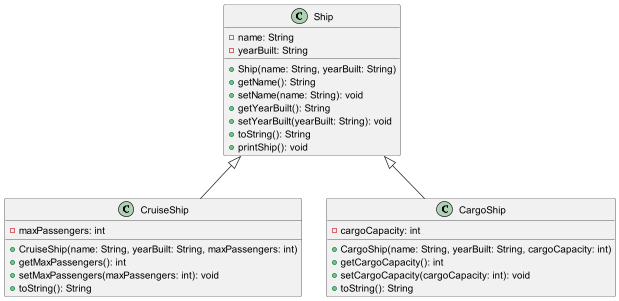 C Ship
name: String
yearBuilt: String
Ship(name: String, yearBuilt: String)
getName(): String
setName(name: String): void
getYearBuilt(): String
setYearBuilt(yearBuilt: String): void
toString(): String
printShip(): void
C CruiseShip
maxPassengers: int
CruiseShip(name: String, yearBuilt: String, maxPassengers: int)
getMaxPassengers(): int
setMaxPassengers(maxPassengers: int): void
toString(): String
C CargoShip
cargoCapacity: int
CargoShip(name: String, yearBuilt: String, cargoCapacity: int)
getCargoCapacity(): int
setCargoCapacity(cargoCapacity: int): void
toString(): String